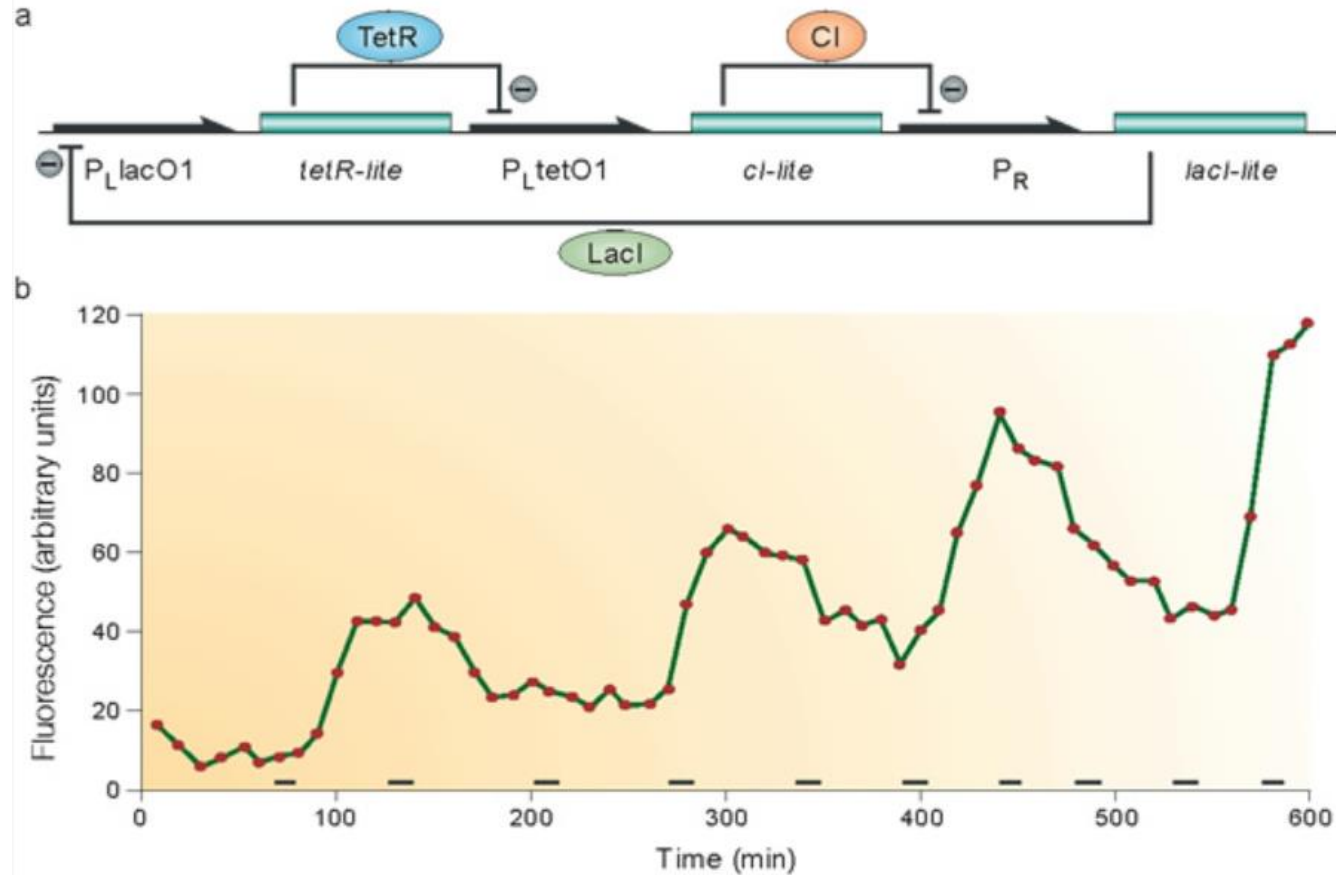 a
TetR
CI
−
−
−
PLlacO1
tetR-lite
PLtetO1
cI-lite
PR
lacI-lite
LacI
b
Fluorescence (arbitrary units)
120
100
80
60
40
20
0
0 100 200 300 400 500 600
Time (min)